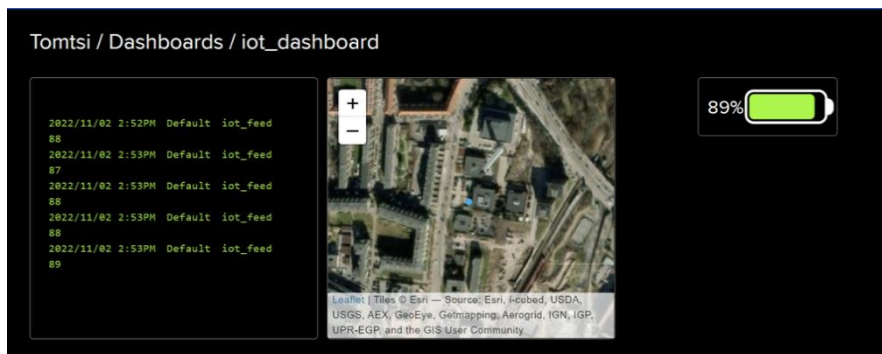 Tomtsi / Dashboards / iot_dashboard
2022/11/02 2:52PM Default iot_feed
88
2022/11/02 2:53PM Default iot_feed
87
2022/11/02 2:53PM Default iot_feed
88
2022/11/02 2:53PM Default iot_feed
88
2022/11/02 2:53PM Default iot_feed
89
+
−
Leaflet | Tiles © Esri — Source: Esri, i-cubed, USDA,
USGS, AEX, GeoEye, Getmapping, Aerogrid, IGN, IGP,
UPR-EGP, and the GIS User Community
89%